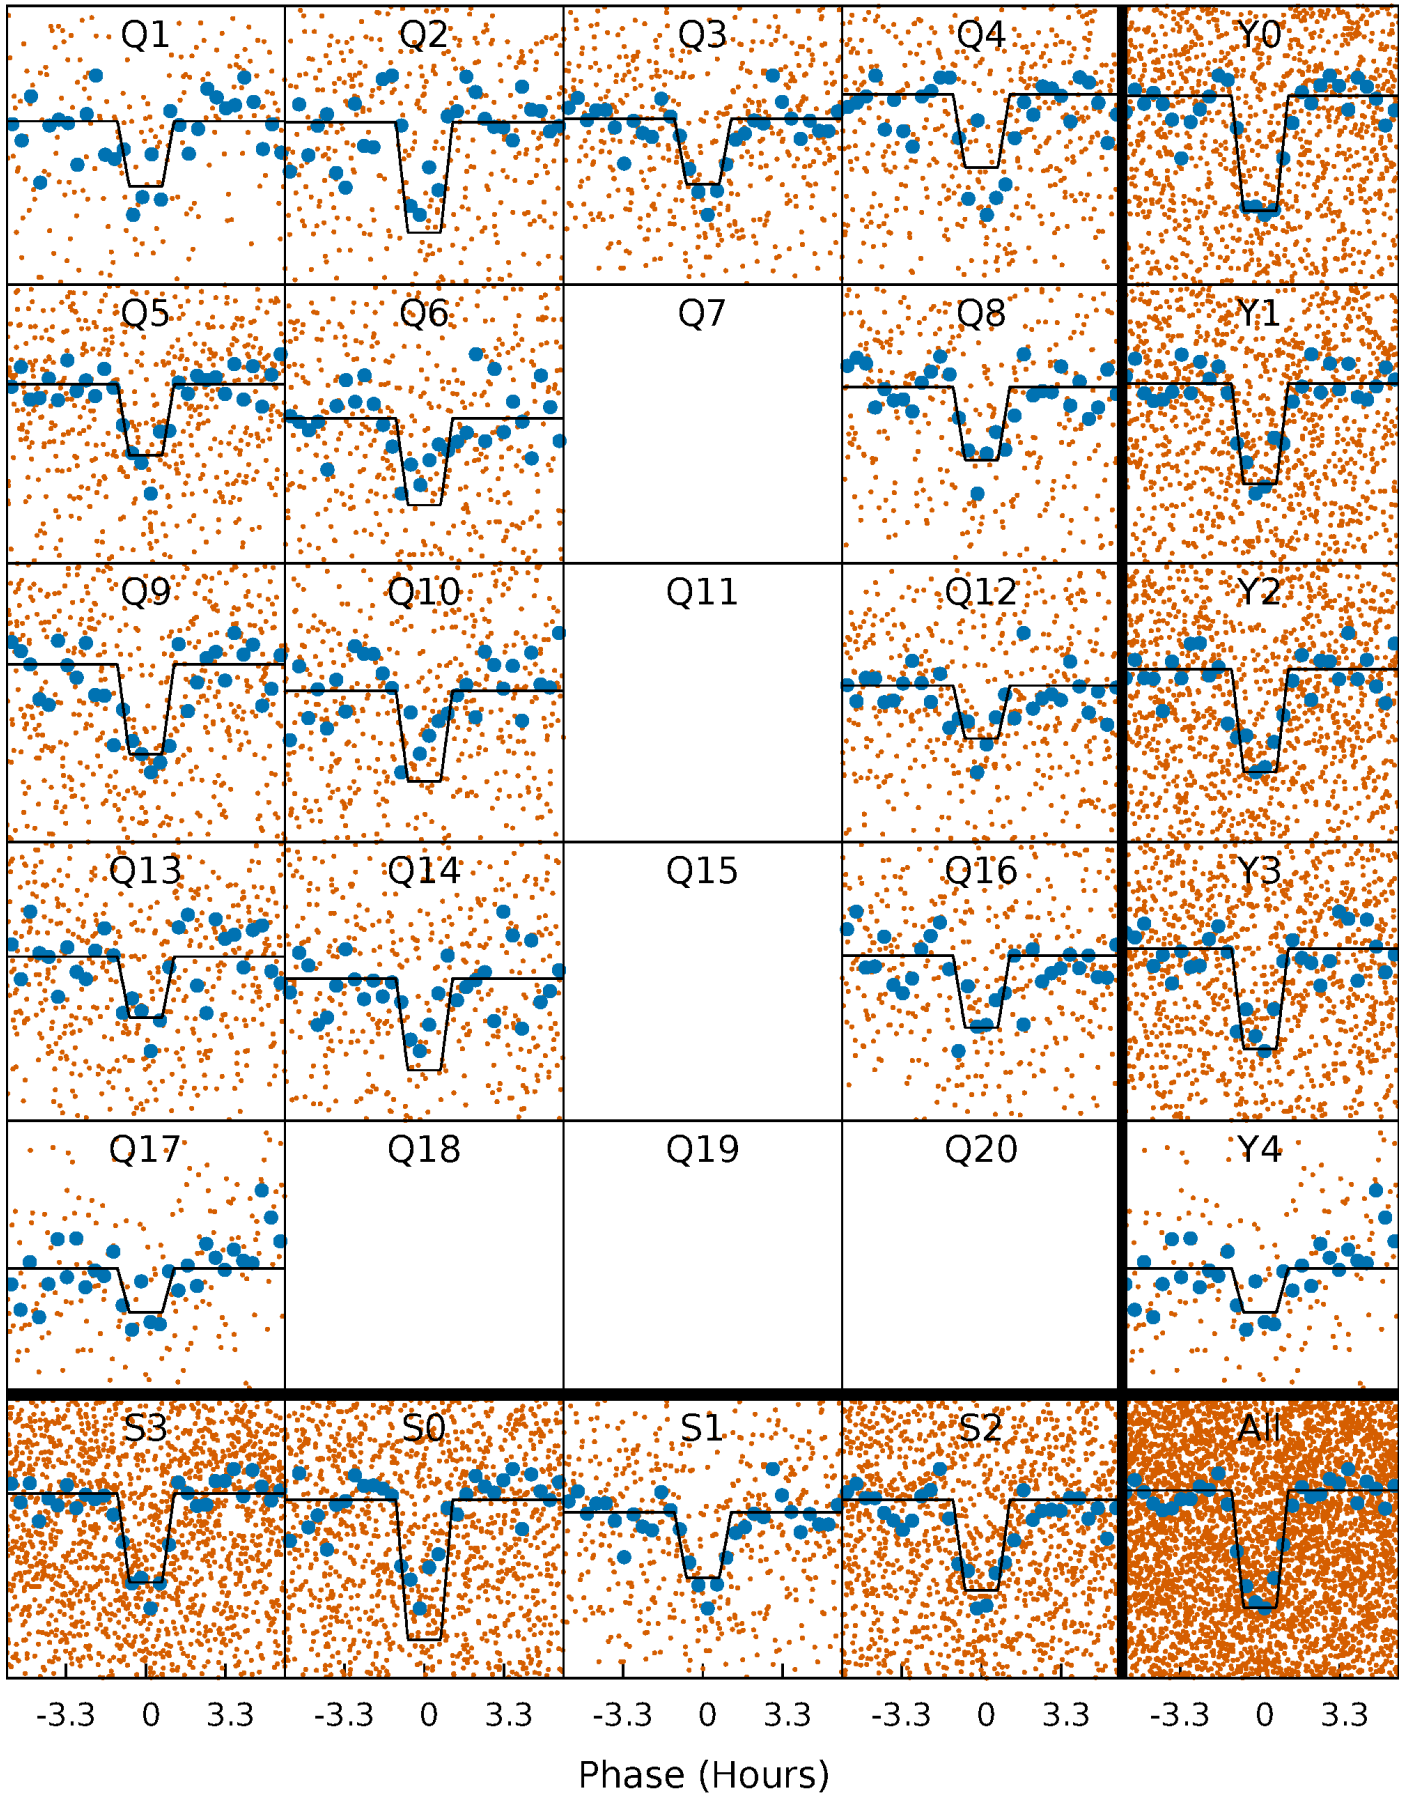 Q1 Q2 Q3 Q4 Y0
Q5 Q6 Q7 Q8 Y1
Q9 Q10 Q11 Q12 Y2
Q13 Q14 Q15 Q16 Y3
Q17 Q18 Q19 Q20 Y4
S3 S0 S1 S2 All
-3.3 0 3.3 -3.3 0 3.3 -3.3 0 3.3 -3.3 0 3.3 -3.3 0 3.3
Phase (Hours)